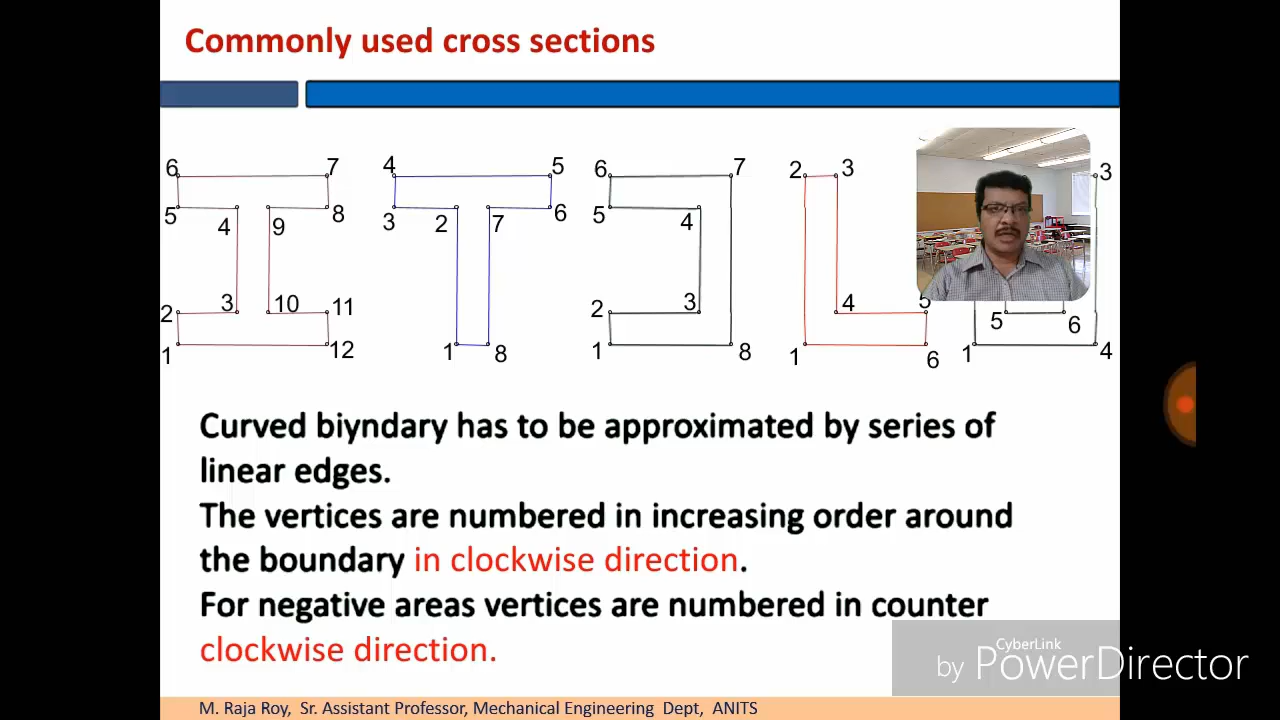 Commonly used cross sections
6 7 4 5 6 7 2 3 3
5 4 9 8 3 2 7 6 5 4
2 3 10 11 2 3 4 5 5 6
1 12 1 8 1 8 1 6 1 4
Curved biyndary has to be approximated by series of
linear edges.
The vertices are numbered in increasing order around
the boundary in clockwise direction.
For negative areas vertices are numbered in counter
clockwise direction.
CyberLink
by PowerDirector
M. Raja Roy, Sr. Assistant Professor, Mechanical Engineering Dept, ANITS